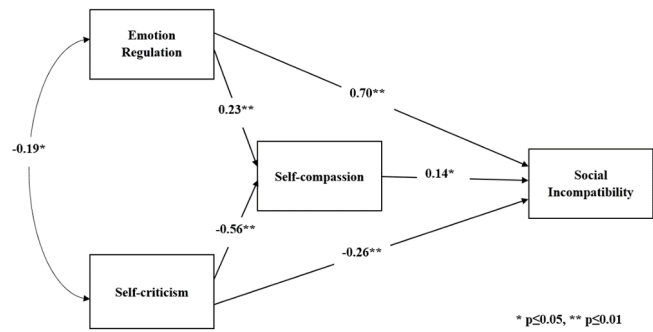 Emotion
Regulation
0.70**
0.23**
-0.19*
Self-compassion
0.14*
Social
Incompatibility
-0.56**
-0.26**
Self-criticism
* p≤0.05, ** p≤0.01